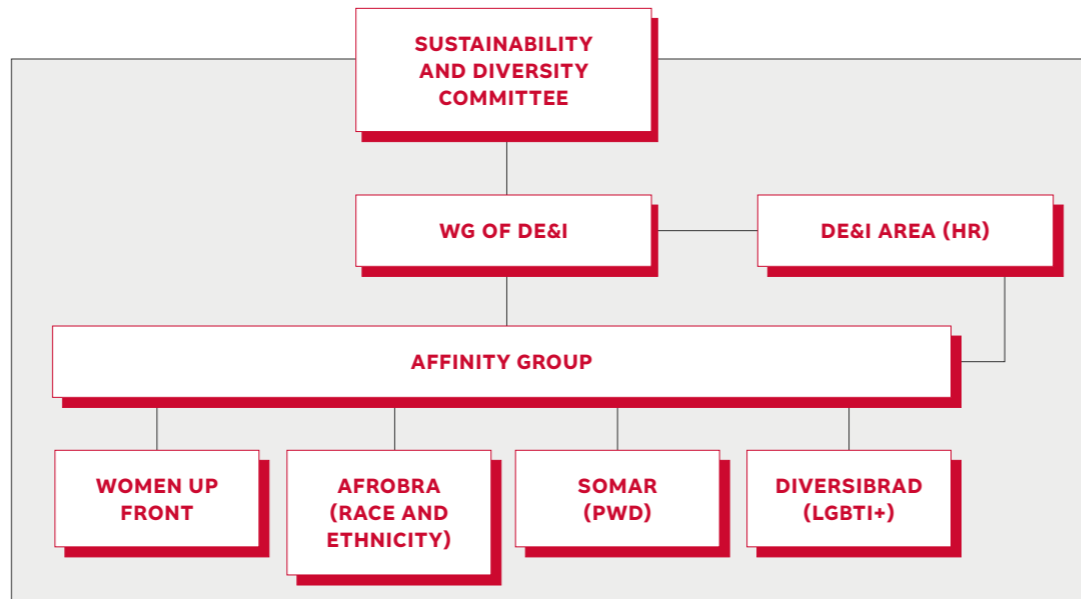 SUSTAINABILITY
AND DIVERSITY
COMMITTEE
WG OF DE&I
DE&I AREA (HR)
AFFINITY GROUP
WOMEN UP
FRONT
AFROBRA
(RACE AND
ETHNICITY)
SOMAR
(PWD)
DIVERSIBRAD
(LGBTI+)